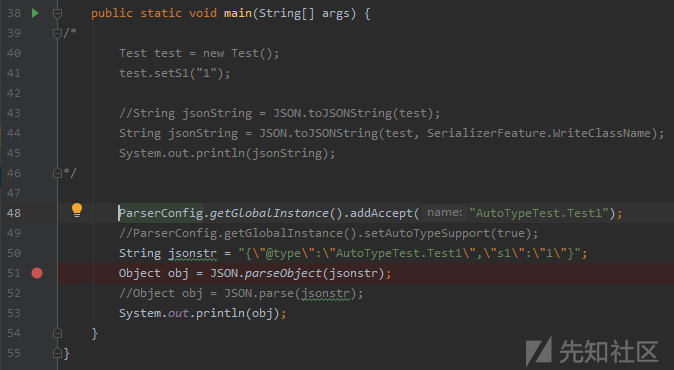 38 public static void main(String[] args) {
39 /*
40 Test test = new Test();
41 test.setS1("1");
42
43 //String jsonString = JSON.toJSONString(test);
44 String jsonString = JSON.toJSONString(test, SerializerFeature.WriteClassName);
45 System.out.println(jsonString);
46 */
47
48 ParserConfig.getGlobalInstance().addAccept( name: "AutoTypeTest.Test1");
49 //ParserConfig.getGlobalInstance().setAutoTypeSupport(true);
50 String jsonstr = "{\"@type\":\"AutoTypeTest.Test1\",\"s1\":\"1\"}";
51 Object obj = JSON.parseObject(jsonstr);
52 //Object obj = JSON.parse(jsonstr);
53 System.out.println(obj);
54 }
55 }
先知社区